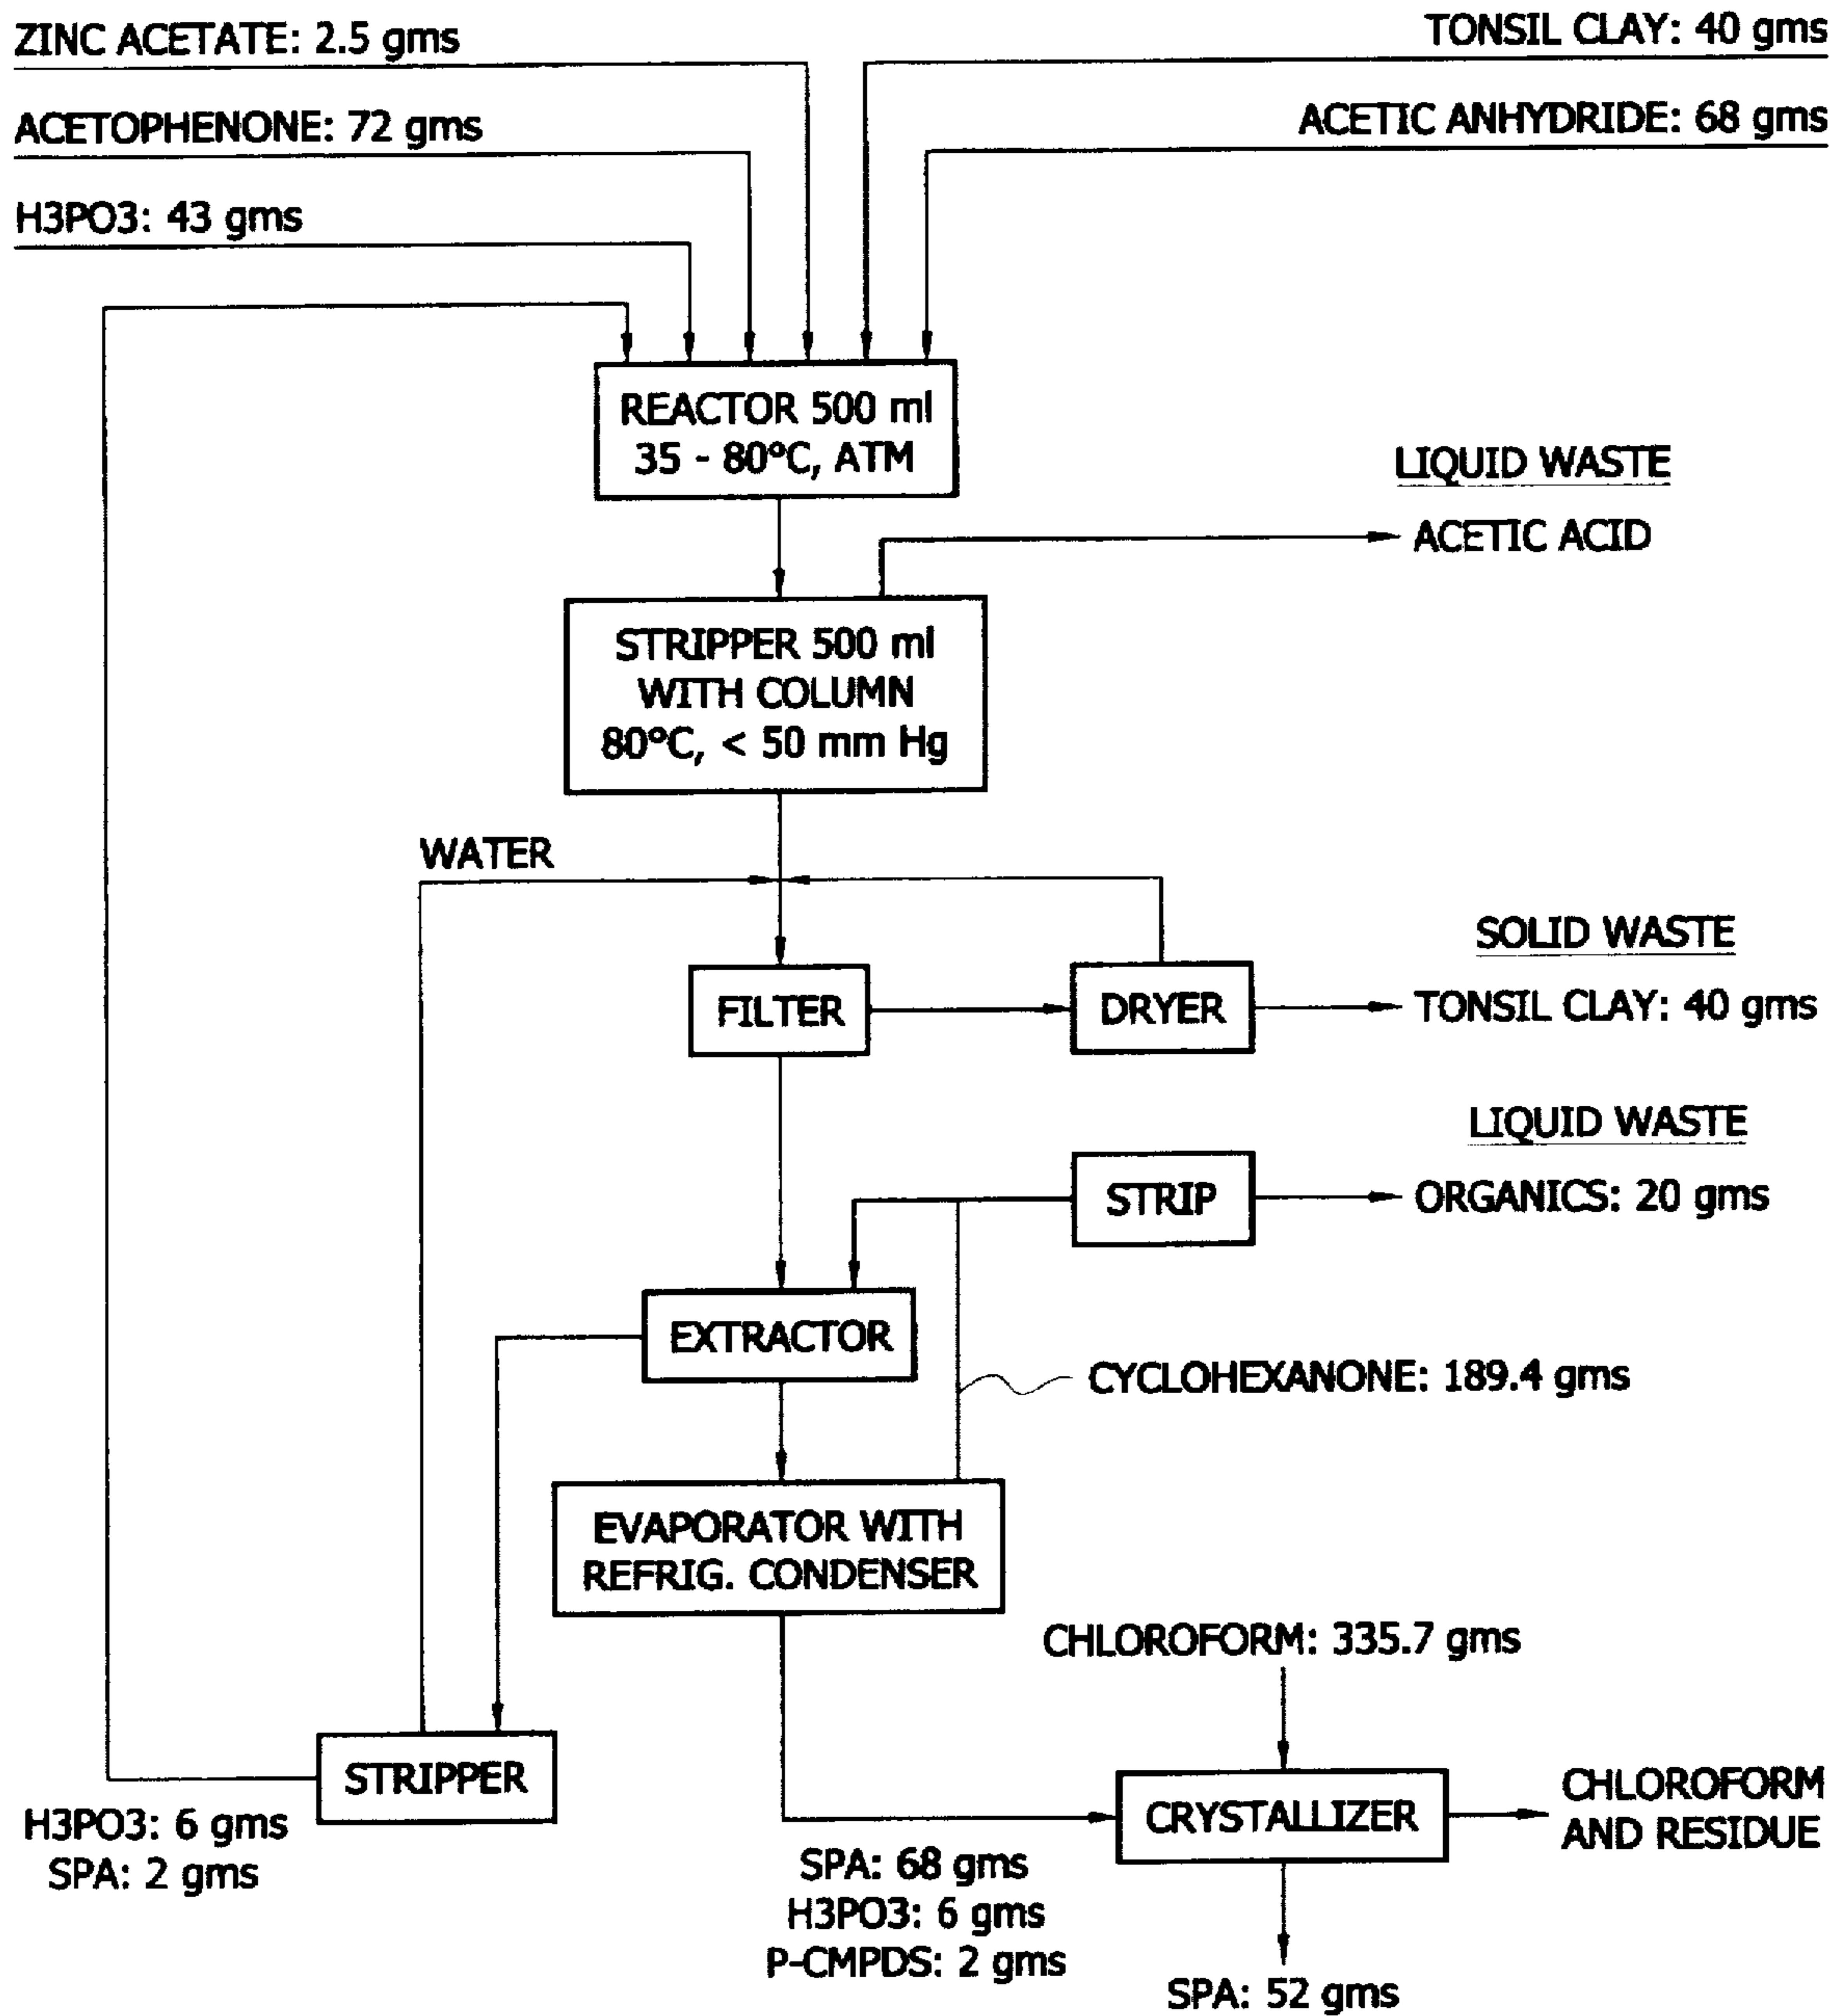 ZINC ACETATE: 2.5 gms
TONSIL CLAY: 40 gms
ACETOPHENONE: 72 gms
ACETIC ANHYDRIDE: 68 gms
H3PO3: 43 gms
REACTOR 500 ml
35 - 80°C, ATM
LIQUID WASTE
ACETIC ACID
STRIPPER 500 ml
WITH COLUMN
80°C, < 50 mm Hg
WATER
FILTER
DRYER
SOLID WASTE
TONSIL CLAY: 40 gms
LIQUID WASTE
STRIP
ORGANICS: 20 gms
EXTRACTOR
CYCLOHEXANONE: 189.4 gms
EVAPORATOR WITH
REFRIG. CONDENSER
CHLOROFORM: 335.7 gms
STRIPPER
H3PO3: 6 gms
SPA: 2 gms
CRYSTALLIZER
CHLOROFORM
AND RESIDUE
SPA: 68 gms
H3PO3: 6 gms
P-CMPDS: 2 gms
SPA: 52 gms